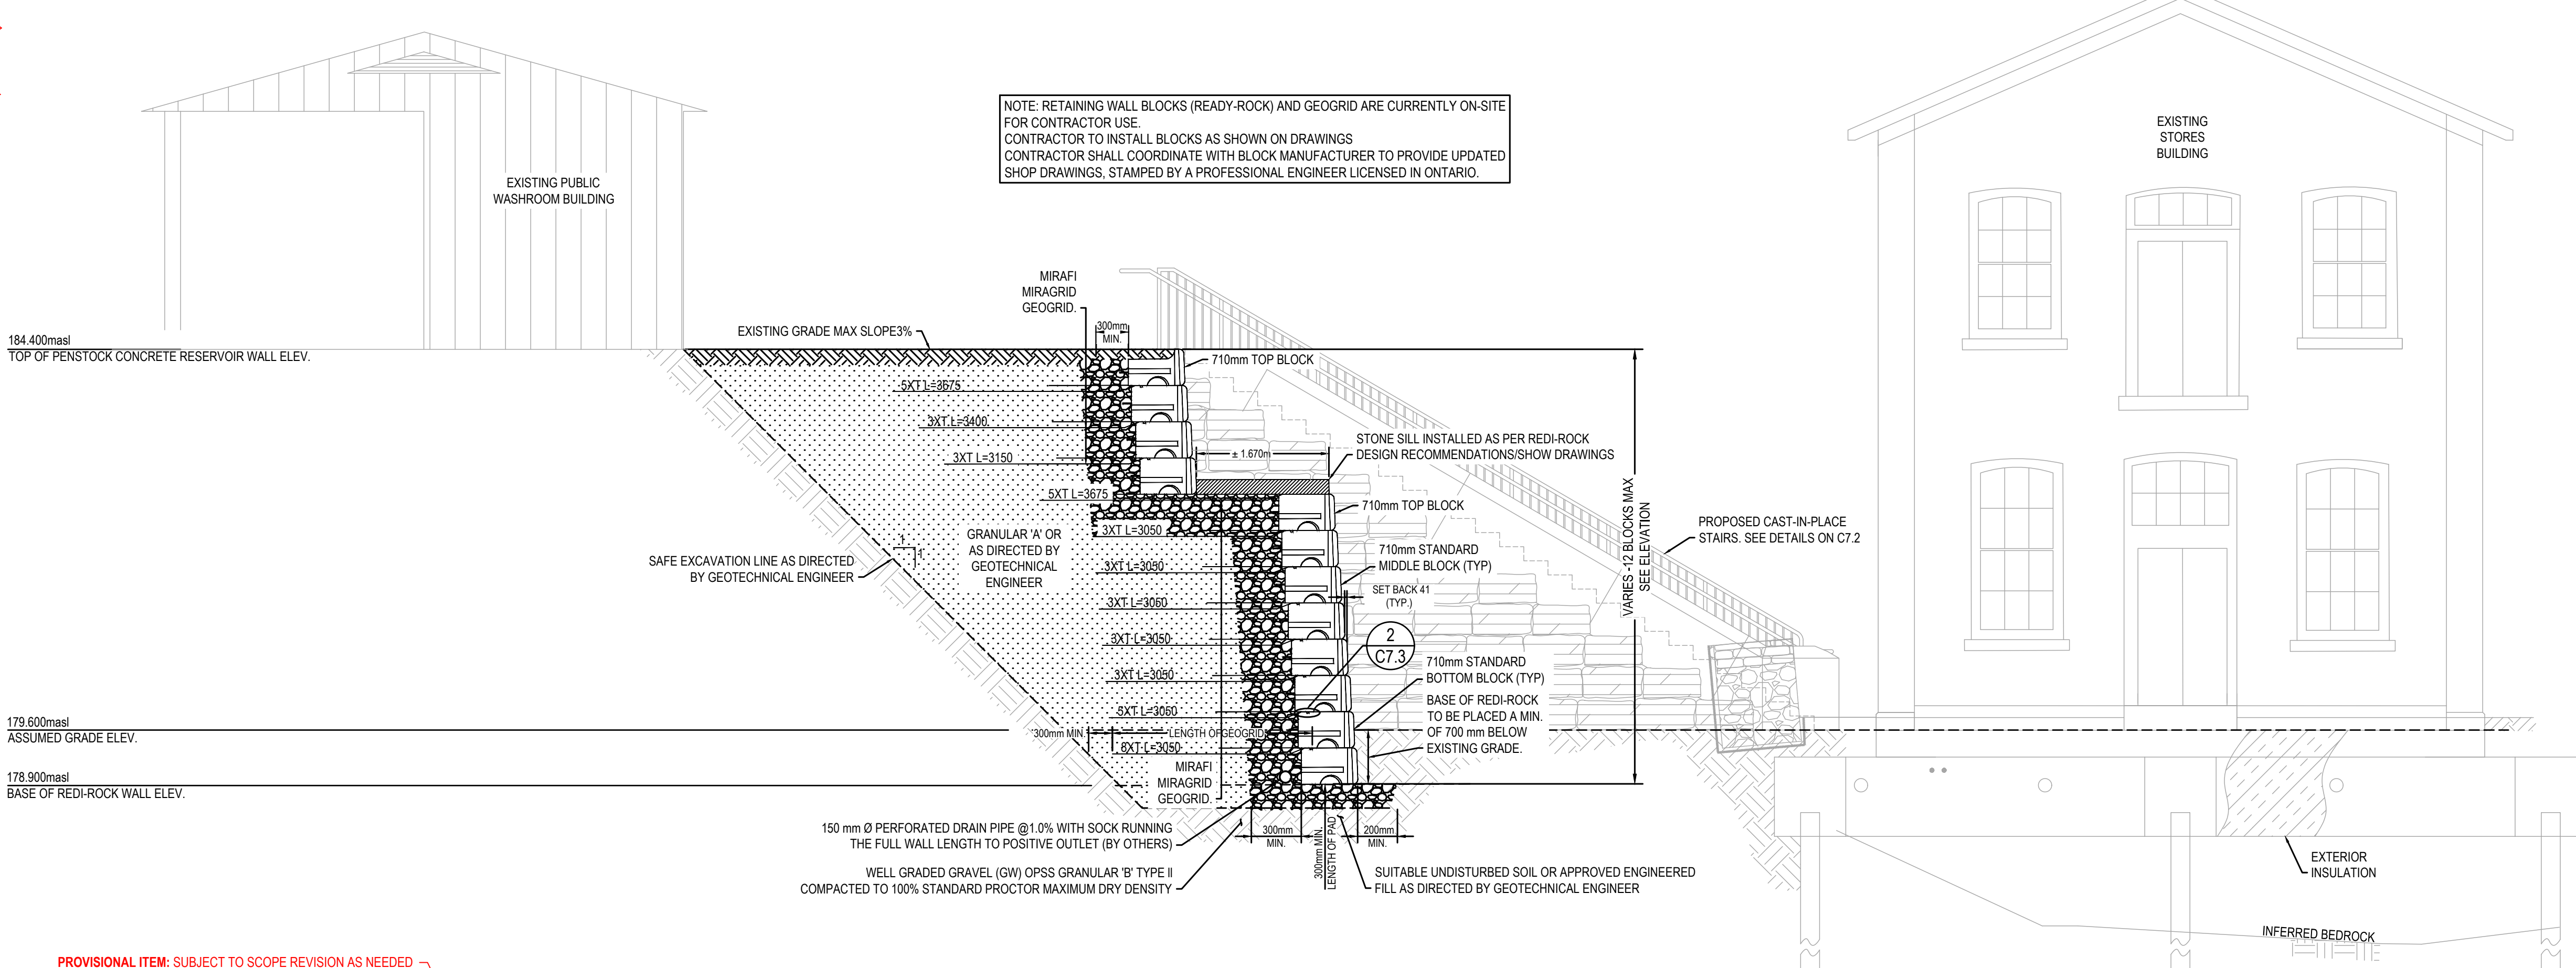 NOTE: RETAINING WALL BLOCKS (READY-ROCK) AND GEOGRID ARE CURRENTLY ON-SITE
FOR CONTRACTOR USE.
CONTRACTOR TO INSTALL BLOCKS AS SHOWN ON DRAWINGS
CONTRACTOR SHALL COORDINATE WITH BLOCK MANUFACTURER TO PROVIDE UPDATED
SHOP DRAWINGS, STAMPED BY A PROFESSIONAL ENGINEER LICENSED IN ONTARIO.
EXISTING
STORES
BUILDING
EXISTING PUBLIC
WASHROOM BUILDING
MIRAFI
MIRAGRID
GEOGRID.
300mm
MIN.
EXISTING GRADE MAX SLOPE3%
184.400masl
TOP OF PENSTOCK CONCRETE RESERVOIR WALL ELEV.
710mm TOP BLOCK
5XT L=3675
3XT L=3400
3XT L=3150
± 1.670m
STONE SILL INSTALLED AS PER REDI-ROCK
DESIGN RECOMMENDATIONS/SHOW DRAWINGS
5XT L=3675
710mm TOP BLOCK
VARIES -12 BLOCKS MAX
SEE ELEVATION
PROPOSED CAST-IN-PLACE
STAIRS. SEE DETAILS ON C7.2
3XT L=3050
GRANULAR 'A' OR
AS DIRECTED BY
GEOTECHNICAL
ENGINEER
1
1
SAFE EXCAVATION LINE AS DIRECTED
BY GEOTECHNICAL ENGINEER
710mm STANDARD
MIDDLE BLOCK (TYP)
3XT L=3050
SET BACK 41
(TYP.)
3XT L=3050
3XT L=3050
2
C7.3
3XT L=3050
710mm STANDARD
BOTTOM BLOCK (TYP)
5XT L=3050
BASE OF REDI-ROCK
TO BE PLACED A MIN.
OF 700 mm BELOW
EXISTING GRADE.
179.600masl
ASSUMED GRADE ELEV.
300mm MIN.
LENGTH OF GEOGRID
8XT L=3050
MIRAFI
MIRAGRID
GEOGRID.
178.900masl
BASE OF REDI-ROCK WALL ELEV.
150 mm Ø PERFORATED DRAIN PIPE @1.0% WITH SOCK RUNNING
THE FULL WALL LENGTH TO POSITIVE OUTLET (BY OTHERS)
300mm
MIN.
300mm MIN.
LENGTH OF PAD
200mm
MIN.
WELL GRADED GRAVEL (GW) OPSS GRANULAR 'B' TYPE II
COMPACTED TO 100% STANDARD PROCTOR MAXIMUM DRY DENSITY
SUITABLE UNDISTURBED SOIL OR APPROVED ENGINEERED
FILL AS DIRECTED BY GEOTECHNICAL ENGINEER
EXTERIOR
INSULATION
INFERRED BEDROCK
PROVISIONAL ITEM: SUBJECT TO SCOPE REVISION AS NEEDED